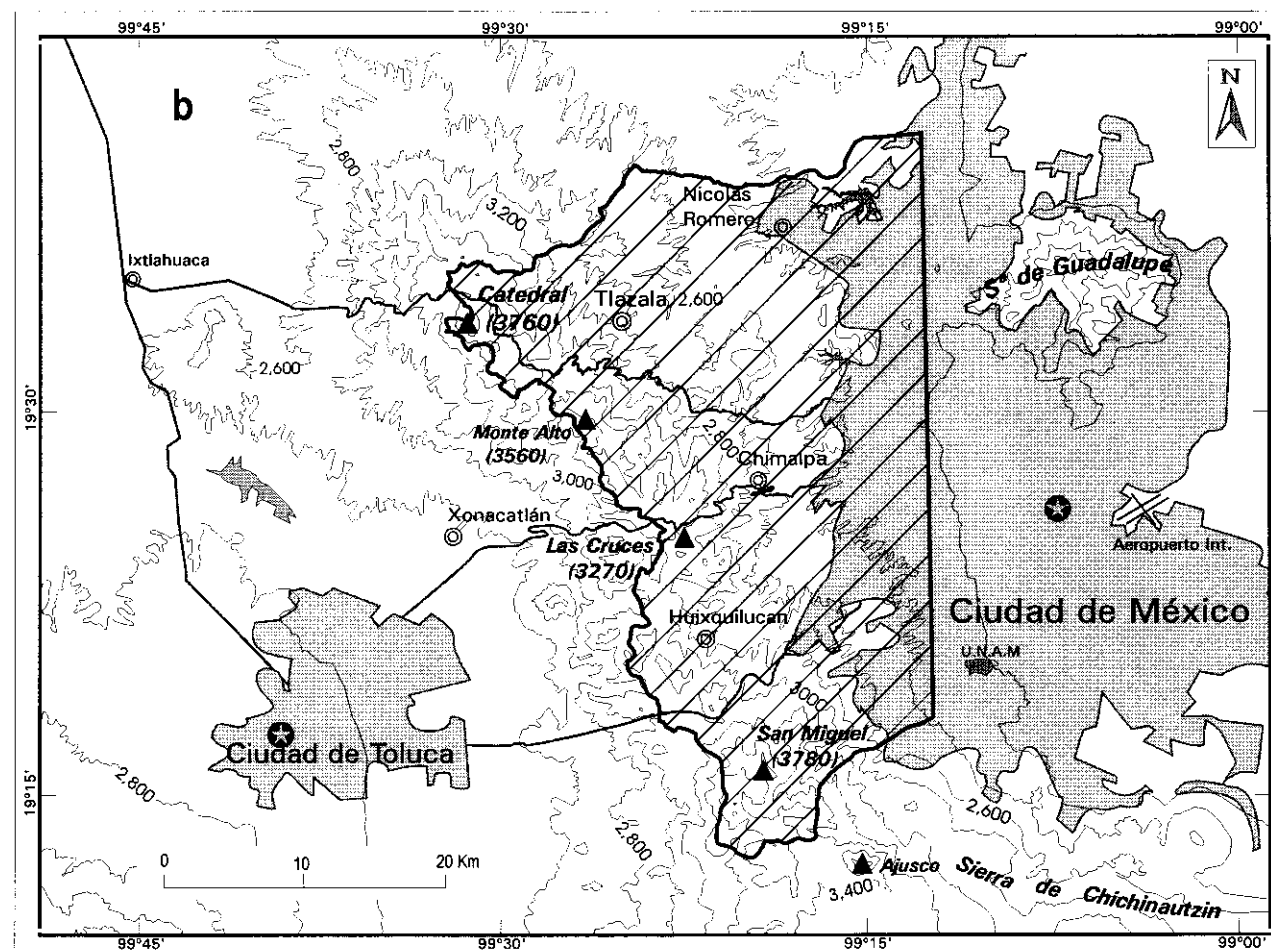 99°45'
99°30'
99°15'
99°00'
b
N
2,800
3,200
Nicolás
Romero
Ixtlahuaca
Sª de Guadalupe
Catedral
(3760)
Tlazala
2,600
2,600
19°30'
Monte Alto
(3560)
2,800
Chimalpa
3,000
Xonacatlán
Las Cruces
(3270)
Aeropuerto Int.
Huixquilucan
Ciudad de México
U.N.A.M
3000
San Miguel
(3780)
Ciudad de Toluca
19°15'
2,800
2,600
2,800
0 10 20 Km
Ajusco
3,400
Sierra de Chichinautzin
99°45'
99°30'
99°15'
99°00'